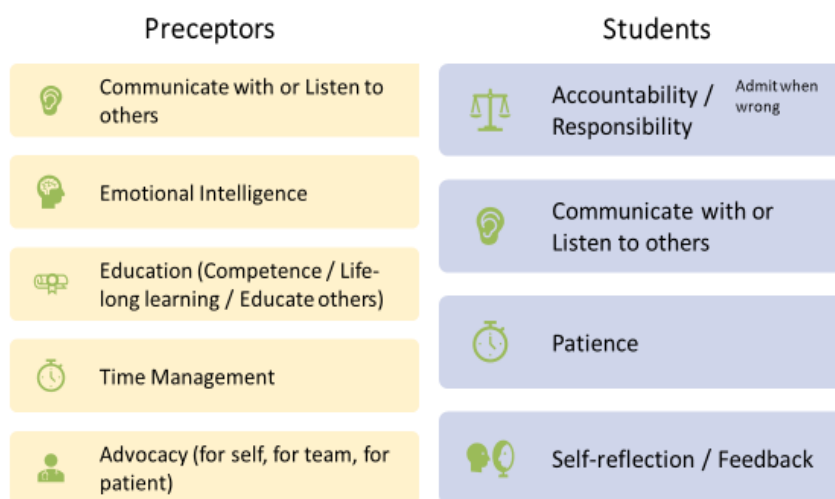 Preceptors
Communicate with or Listen to
others
Emotional Intelligence
Education (Competence / Life-
long learning / Educate others)
Time Management
Advocacy (for self, for team, for
patient)
Students
Accountability /
Responsibility
Admit when
wrong
Communicate with or
Listen to others
Patience
Self-reflection / Feedback